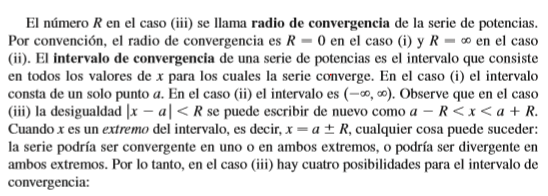 El número R en el caso (iii) se llama radio de convergencia de la serie de potencias.
Por convención, el radio de convergencia es R = 0 en el caso (i) y R = ∞ en el caso
(ii). El intervalo de convergencia de una serie de potencias es el intervalo que consiste
en todos los valores de x para los cuales la serie converge. En el caso (i) el intervalo
consta de un solo punto a. En el caso (ii) el intervalo es (−∞, ∞). Observe que en el caso
(iii) la desigualdad |x − a| < R se puede escribir de nuevo como a − R < x < a + R.
Cuando x es un extremo del intervalo, es decir, x = a ± R, cualquier cosa puede suceder:
la serie podría ser convergente en uno o en ambos extremos, o podría ser divergente en
ambos extremos. Por lo tanto, en el caso (iii) hay cuatro posibilidades para el intervalo de
convergencia: